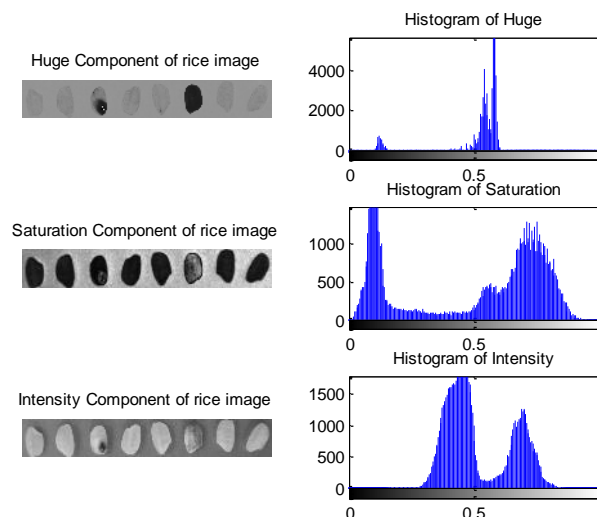 Histogram of Huge
Huge Component of rice image
4000
2000
0
0
0.5
Histogram of Saturation
Saturation Component of rice image
1000
500
0
0
0.5
Histogram of Intensity
Intensity Component of rice image
1500
1000
500
0
0
0.5